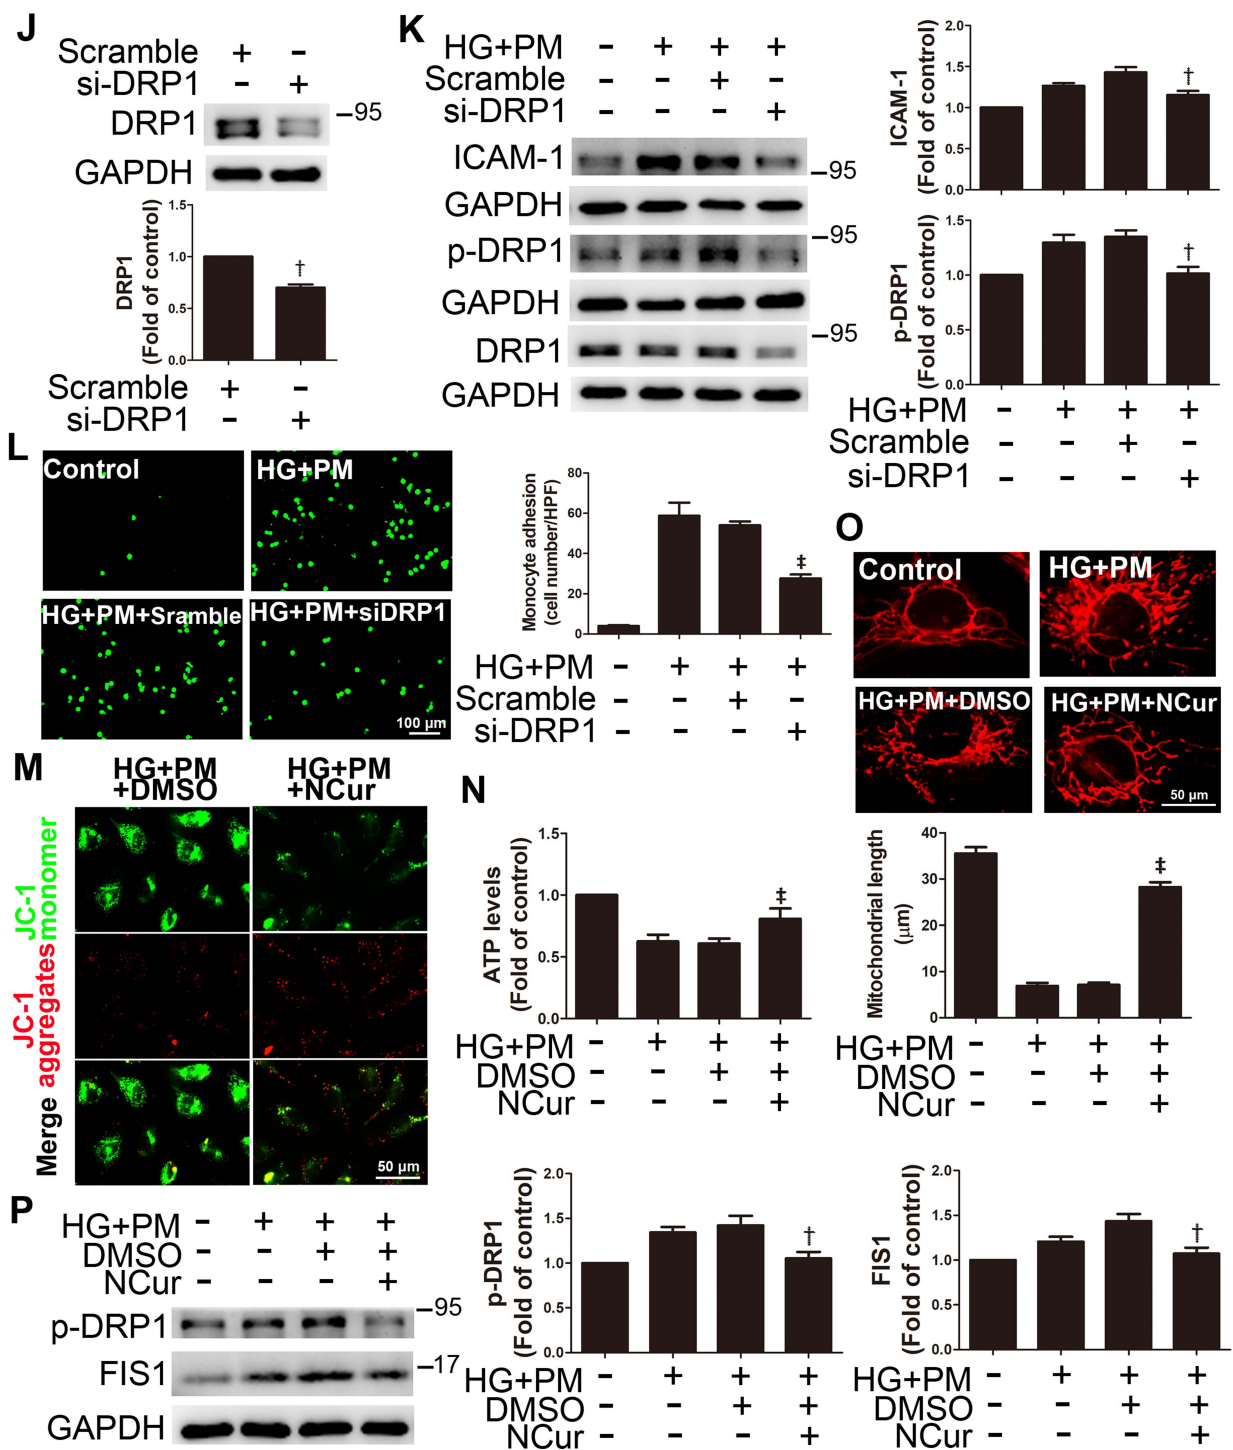 J
Scramble + -
si-DRP1 - +
DRP1
–95
GAPDH
DRP1
(Fold of control)
1.5
1.0
0.5
0.0
†
Scramble + -
si-DRP1 - +
K
HG+PM - + + +
Scramble - - + -
si-DRP1 - - - +
ICAM-1
–95
GAPDH
p-DRP1
–95
GAPDH
DRP1
–95
GAPDH
ICAM-1
(Fold of control)
2.0
1.5
1.0
0.5
0.0
†
p-DRP1
(Fold of control)
1.5
1.0
0.5
0.0
†
HG+PM - + + +
Scramble - - + -
si-DRP1 - - - +
L
Control
HG+PM
HG+PM+Sramble
HG+PM+siDRP1
100 µm
Monocyte adhesion
(cell number/HPF)
80
60
40
20
0
‡
HG+PM - + + +
Scramble - - + -
si-DRP1 - - - +
M
HG+PM
+DMSO
HG+PM
+NCur
JC-1
monomer
JC-1
aggregates
Merge
50 µm
N
ATP levels
(Fold of control)
1.5
1.0
0.5
0.0
‡
HG+PM - + + +
DMSO - - + +
NCur - - - +
O
Control
HG+PM
HG+PM+DMSO
HG+PM+NCur
50 µm
Mitochondrial length
(µm)
40
30
20
10
0
‡
HG+PM - + + +
DMSO - - + +
NCur - - - +
P
HG+PM - + + +
DMSO - - + +
NCur - - - +
p-DRP1
–95
FIS1
–17
GAPDH
p-DRP1
(Fold of control)
2.0
1.5
1.0
0.5
0.0
†
HG+PM - + + +
DMSO - - + +
NCur - - - +
FIS1
(Fold of control)
2.0
1.5
1.0
0.5
0.0
†
HG+PM - + + +
DMSO - - + +
NCur - - - +